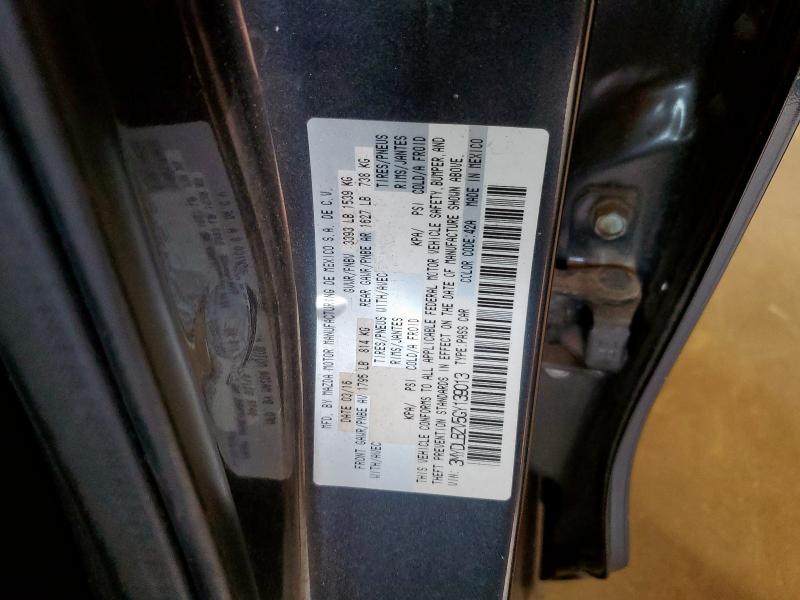 MFD. BY MAZDA MOTOR MANUFACTURING DE MEXICO S.A. DE C.V.
DATE 03/16 GVWR/PNBV 3393 LB 1539 KG
FRONT GAWR/PNBE AV 1795 LB 814 KG REAR GAWR/PNBE AR 1627 LB 738 KG
WITH/AVEC TIRES/PNEUS WITH/AVEC TIRES/PNEUS
RIMS/JANTES RIMS/JANTES
KPA/ PSI COLD/A FROID KPA/ PSI COLD/A FROID
THIS VEHICLE CONFORMS TO ALL APPLICABLE FEDERAL MOTOR VEHICLE SAFETY, BUMPER, AND
THEFT PREVENTION STANDARDS IN EFFECT ON THE DATE OF MANUFACTURE SHOWN ABOVE.
VIN: 3MYDLBZV5GY139013 TYPE:PASS CAR COLOR CODE:42A MADE IN MEXICO